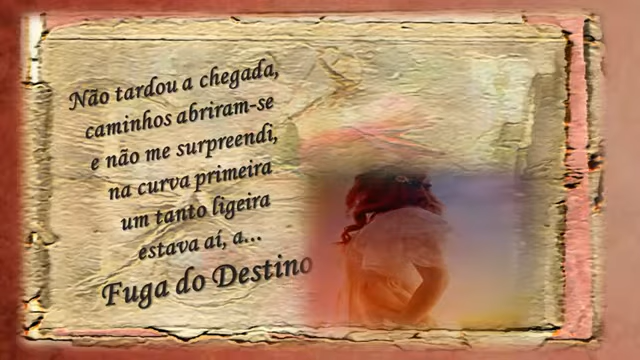 Não tardou a chegada,
caminhos abriram-se
e não me surpreendi,
na curva primeira
um tanto ligeira
estava aí, a...
Fuga do Destino